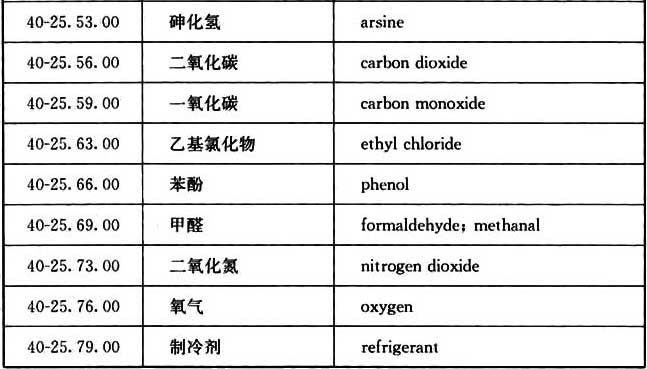 40-25.53.00 砷化氢 arsine
40-25.56.00 二氧化碳 carbon dioxide
40-25.59.00 一氧化碳 carbon monoxide
40-25.63.00 乙基氯化物 ethyl chloride
40-25.66.00 苯酚 phenol
40-25.69.00 甲醛 formaldehyde; methanal
40-25.73.00 二氧化氮 nitrogen dioxide
40-25.76.00 氧气 oxygen
40-25.79.00 制冷剂 refrigerant